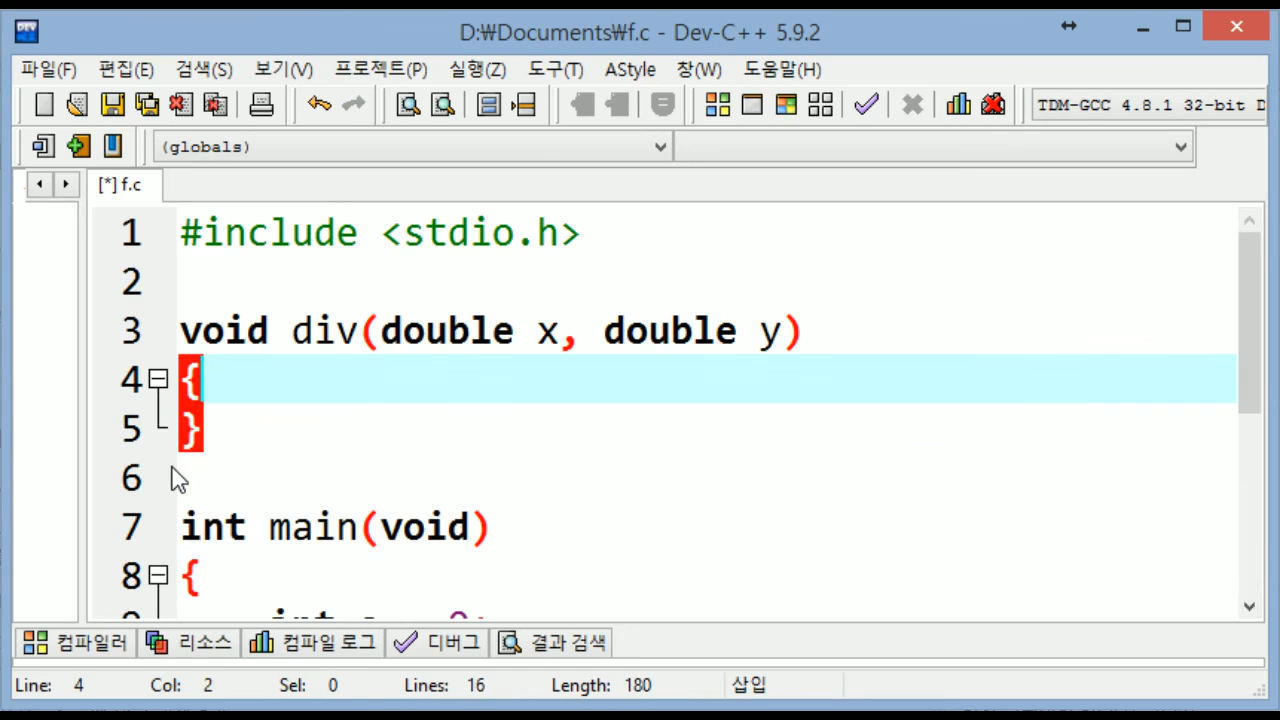 DEV
D:\Documents\f.c - Dev-C++ 5.9.2
파일(F) 편집(E) 검색(S) 보기(V) 프로젝트(P) 실행(Z) 도구(T) AStyle 창(W) 도움말(H)
TDM-GCC 4.8.1 32-bit
(globals)
[*] f.c
1 #include <stdio.h>
2
3 void div(double x, double y)
4 {
5 }
6
7 int main(void)
8 {
컴파일러 리소스 컴파일 로그 디버그 결과 검색
Line: 4 Col: 2 Sel: 0 Lines: 16 Length: 180 삽입